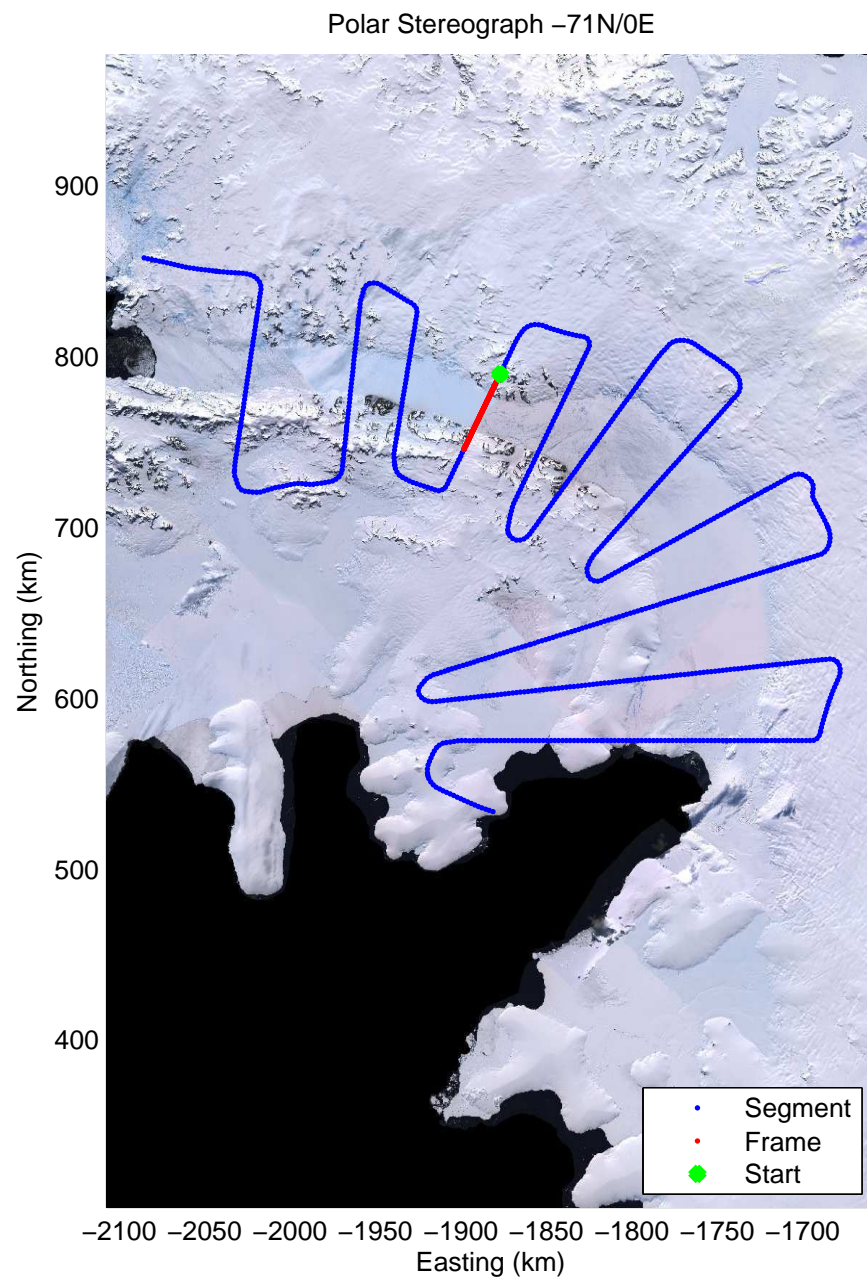 Polar Stereograph −71N/0E
900
800
700
600
500
400
Northing (km)
−2100 −2050 −2000 −1950 −1900 −1850 −1800 −1750 −1700
Easting (km)
Segment
Frame
Start